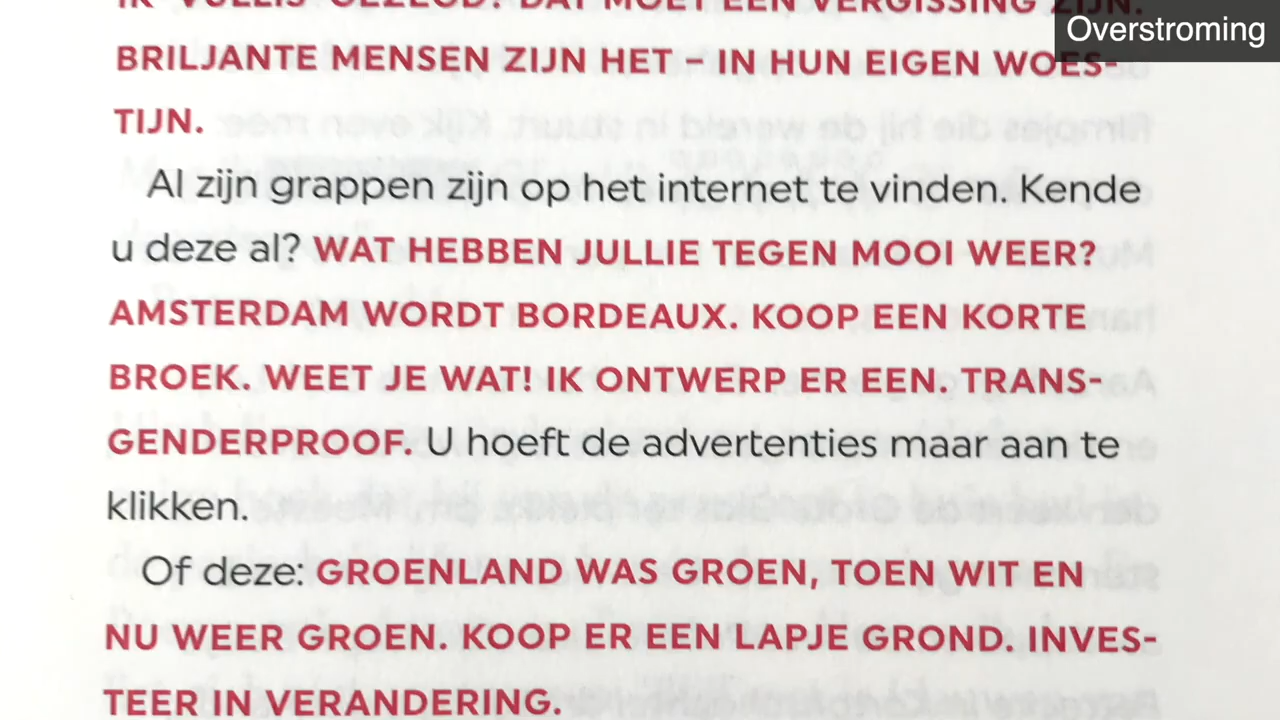 IK 'VUILIS' GEZEGD? DAT MOET EEN VERGISSING ZIJN.
Overstroming
BRILJANTE MENSEN ZIJN HET – IN HUN EIGEN WOES-
TIJN.
Al zijn grappen zijn op het internet te vinden. Kende
u deze al? WAT HEBBEN JULLIE TEGEN MOOI WEER?
AMSTERDAM WORDT BORDEAUX. KOOP EEN KORTE
BROEK. WEET JE WAT! IK ONTWERP ER EEN. TRANS-
GENDERPROOF. U hoeft de advertenties maar aan te
klikken.
Of deze: GROENLAND WAS GROEN, TOEN WIT EN
NU WEER GROEN. KOOP ER EEN LAPJE GROND. INVES-
TEER IN VERANDERING.